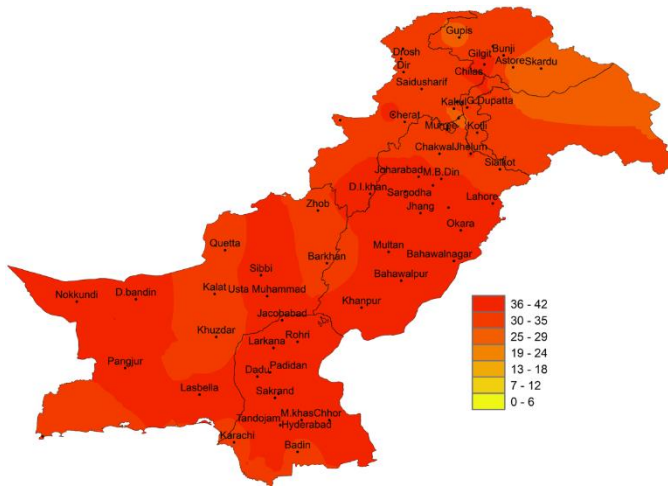 Gupis
Drosh
Gilgit
Bunji
Dir
Astore
Skardu
Chilas
Saidusharif
Kakul
G.Dupatta
Cherat
Murree
Kotli
Chakwal
Jhelum
Sialkot
Joharabad
M.B.Din
D.I.khan
Sargodha
Lahore
Zhob
Jhang
Okara
Quetta
Multan
Bahawalnagar
Barkhan
Sibbi
Bahawalpur
Nokkundi
D.bandin
Kalat
Usta Muhammad
Khanpur
Jacobabad
Khuzdar
Rohri
Larkana
Panjgur
Dadu
Padidan
Lasbella
Sakrand
Tandojam
M.khas
Chhor
Hyderabad
Karachi
Badin
36 - 42
30 - 35
25 - 29
19 - 24
13 - 18
7 - 12
0 - 6